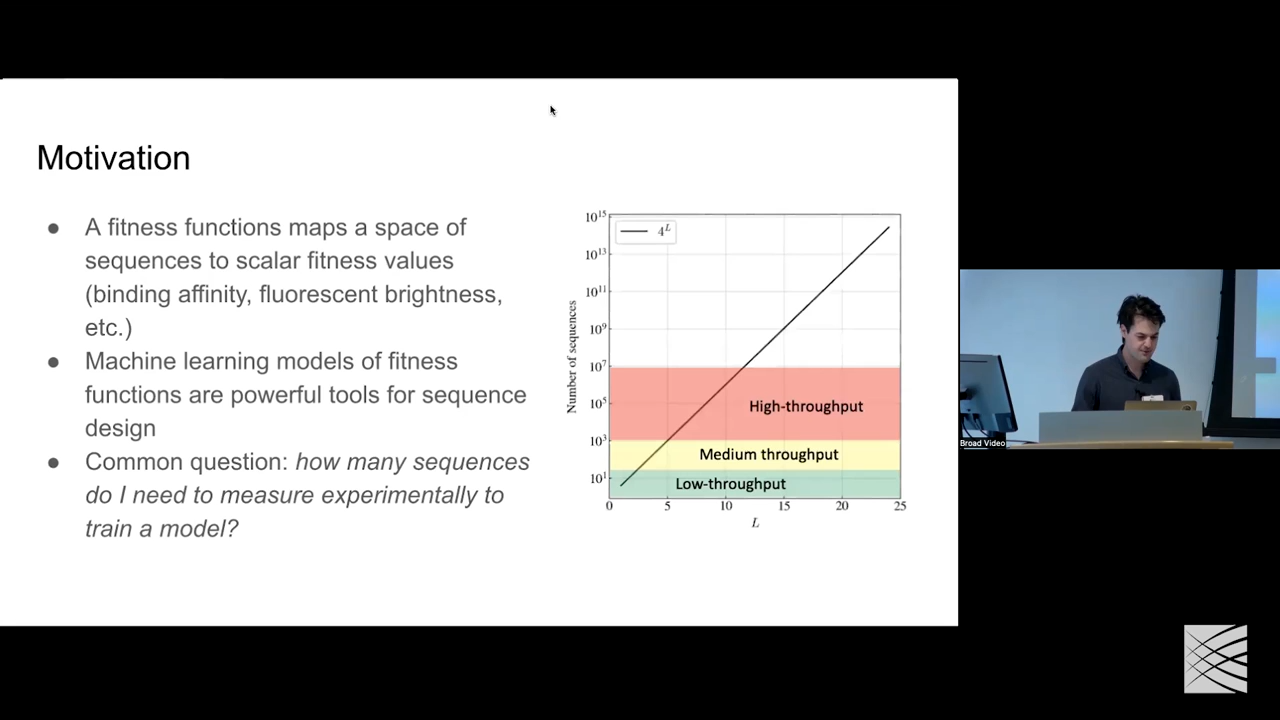 Motivation
● A fitness functions maps a space of
sequences to scalar fitness values
(binding affinity, fluorescent brightness,
etc.)
● Machine learning models of fitness
functions are powerful tools for sequence
design
● Common question: how many sequences
do I need to measure experimentally to
train a model?
4^L
10^15
10^13
10^11
10^9
10^7
10^5
10^3
10^1
Number of sequences
High-throughput
Medium throughput
Low-throughput
0 5 10 15 20 25
L
Broad Video